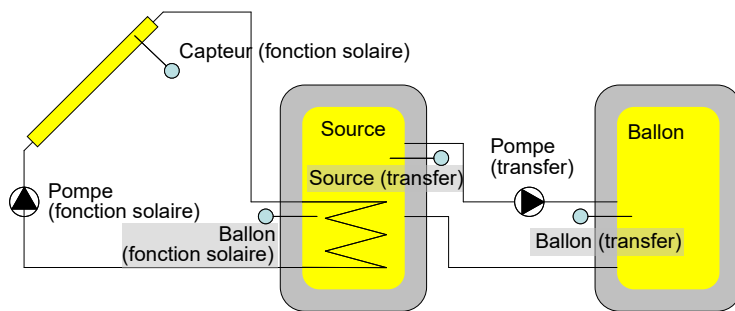 Capteur (fonction solaire)
Source
Ballon
Pompe
(transfer)
Source (transfer)
Pompe
(fonction solaire)
Ballon
(fonction solaire)
Ballon (transfer)